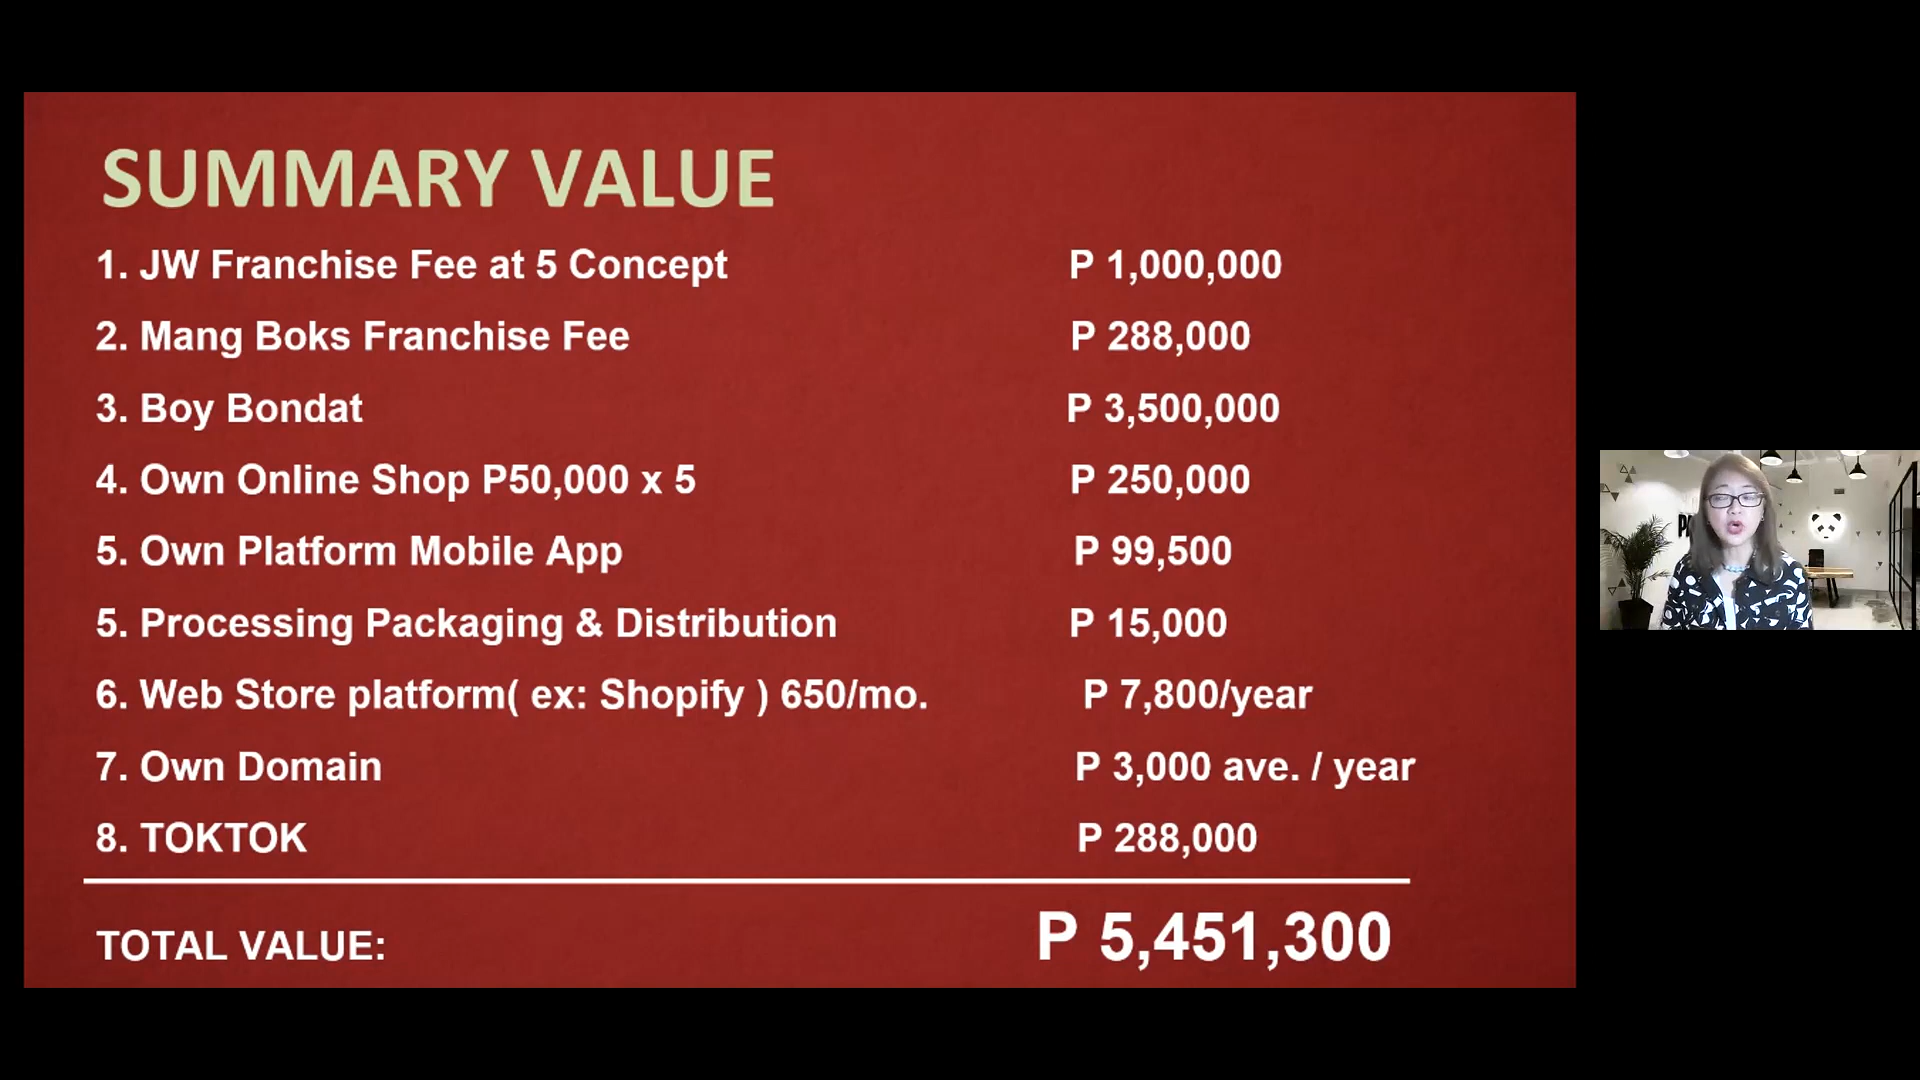 SUMMARY VALUE
1. JW Franchise Fee at 5 Concept P 1,000,000
2. Mang Boks Franchise Fee P 288,000
3. Boy Bondat P 3,500,000
4. Own Online Shop P50,000 x 5 P 250,000
5. Own Platform Mobile App P 99,500
5. Processing Packaging & Distribution P 15,000
6. Web Store platform( ex: Shopify ) 650/mo. P 7,800/year
7. Own Domain P 3,000 ave. / year
8. TOKTOK P 288,000
TOTAL VALUE: P 5,451,300